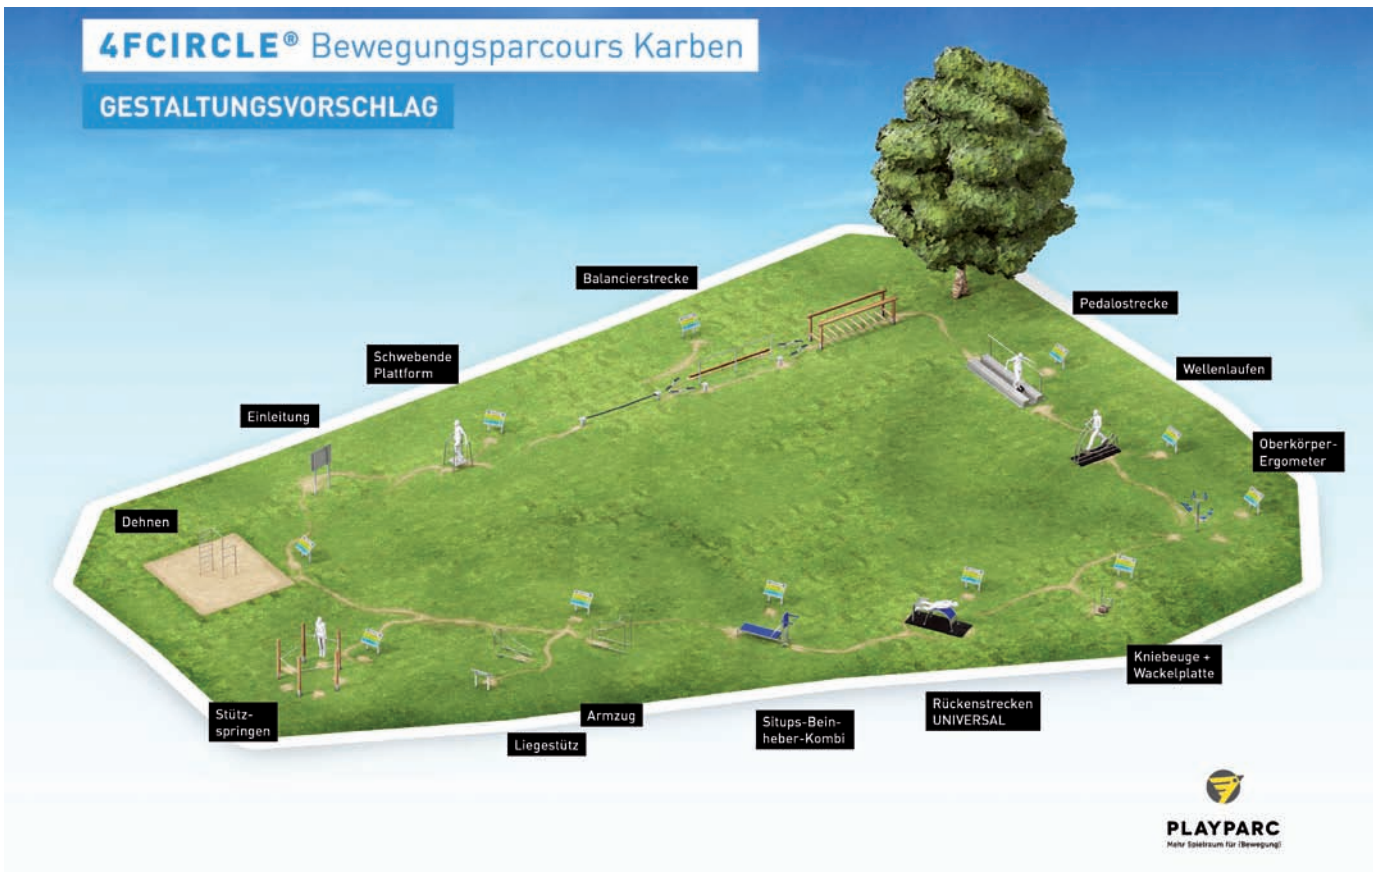 4FCIRCLE® Bewegungsparcours Karben
GESTALTUNGSVORSCHLAG
Balancierstrecke
Pedalostrecke
Schwebende
Plattform
Wellenlaufen
Einleitung
Oberkörper-
Ergometer
Dehnen
Kniebeuge +
Wackelplatte
Rückenstrecken
UNIVERSAL
Stütz-
springen
Armzug
Situps-Bein-
heber-Kombi
Liegestütz
PLAYPARC
Mehr Spielraum für (Bewegung)